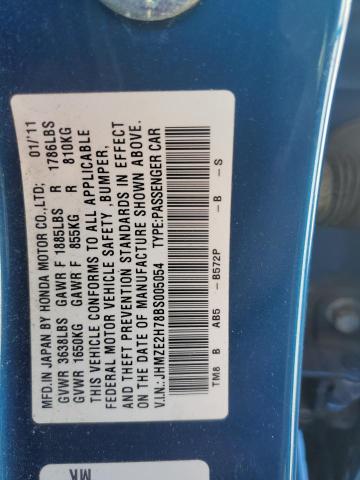 MFD.IN JAPAN BY HONDA MOTOR CO.,LTD. 01/'11
GVWR 3638LBS GAWR F 1885LBS R 1786LBS
GVWR 1650KG GAWR F 855KG R 810KG
THIS VEHICLE CONFORMS TO ALL APPLICABLE
FEDERAL MOTOR VEHICLE SAFETY ,BUMPER,
AND THEFT PREVENTION STANDARDS IN EFFECT
ON THE DATE OF MANUFACTURE SHOWN ABOVE.
V.I.N.:JHMZE2H78BS005054 TYPE:PASSENGER CAR
TM8 B AB5 -B572P -B -S
MA